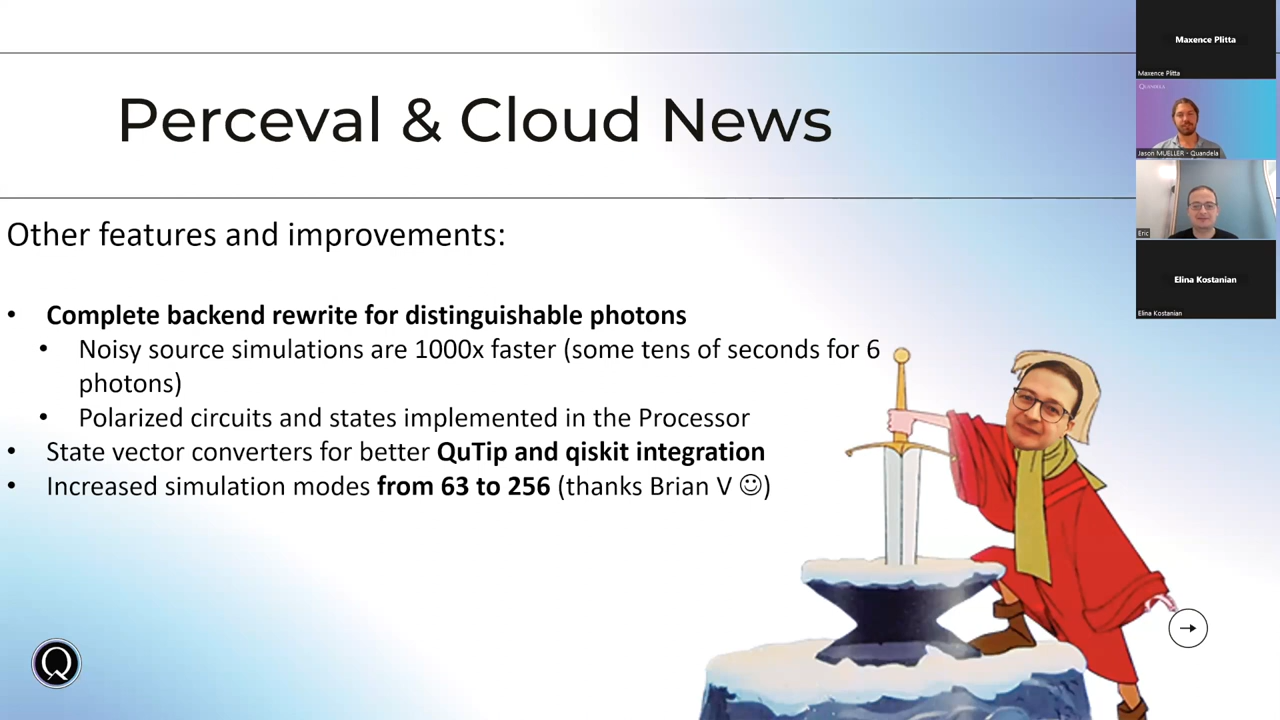 Perceval & Cloud News
Other features and improvements:
• Complete backend rewrite for distinguishable photons
• Noisy source simulations are 1000x faster (some tens of seconds for 6
photons)
• Polarized circuits and states implemented in the Processor
• State vector converters for better QuTip and qiskit integration
• Increased simulation modes from 63 to 256 (thanks Brian V ☺)
Q
Maxence Plitta
Maxence Plitta
QUANDELA
Jason MUELLER - Quandela
Eric
Elina Kostanian
Elina Kostanian